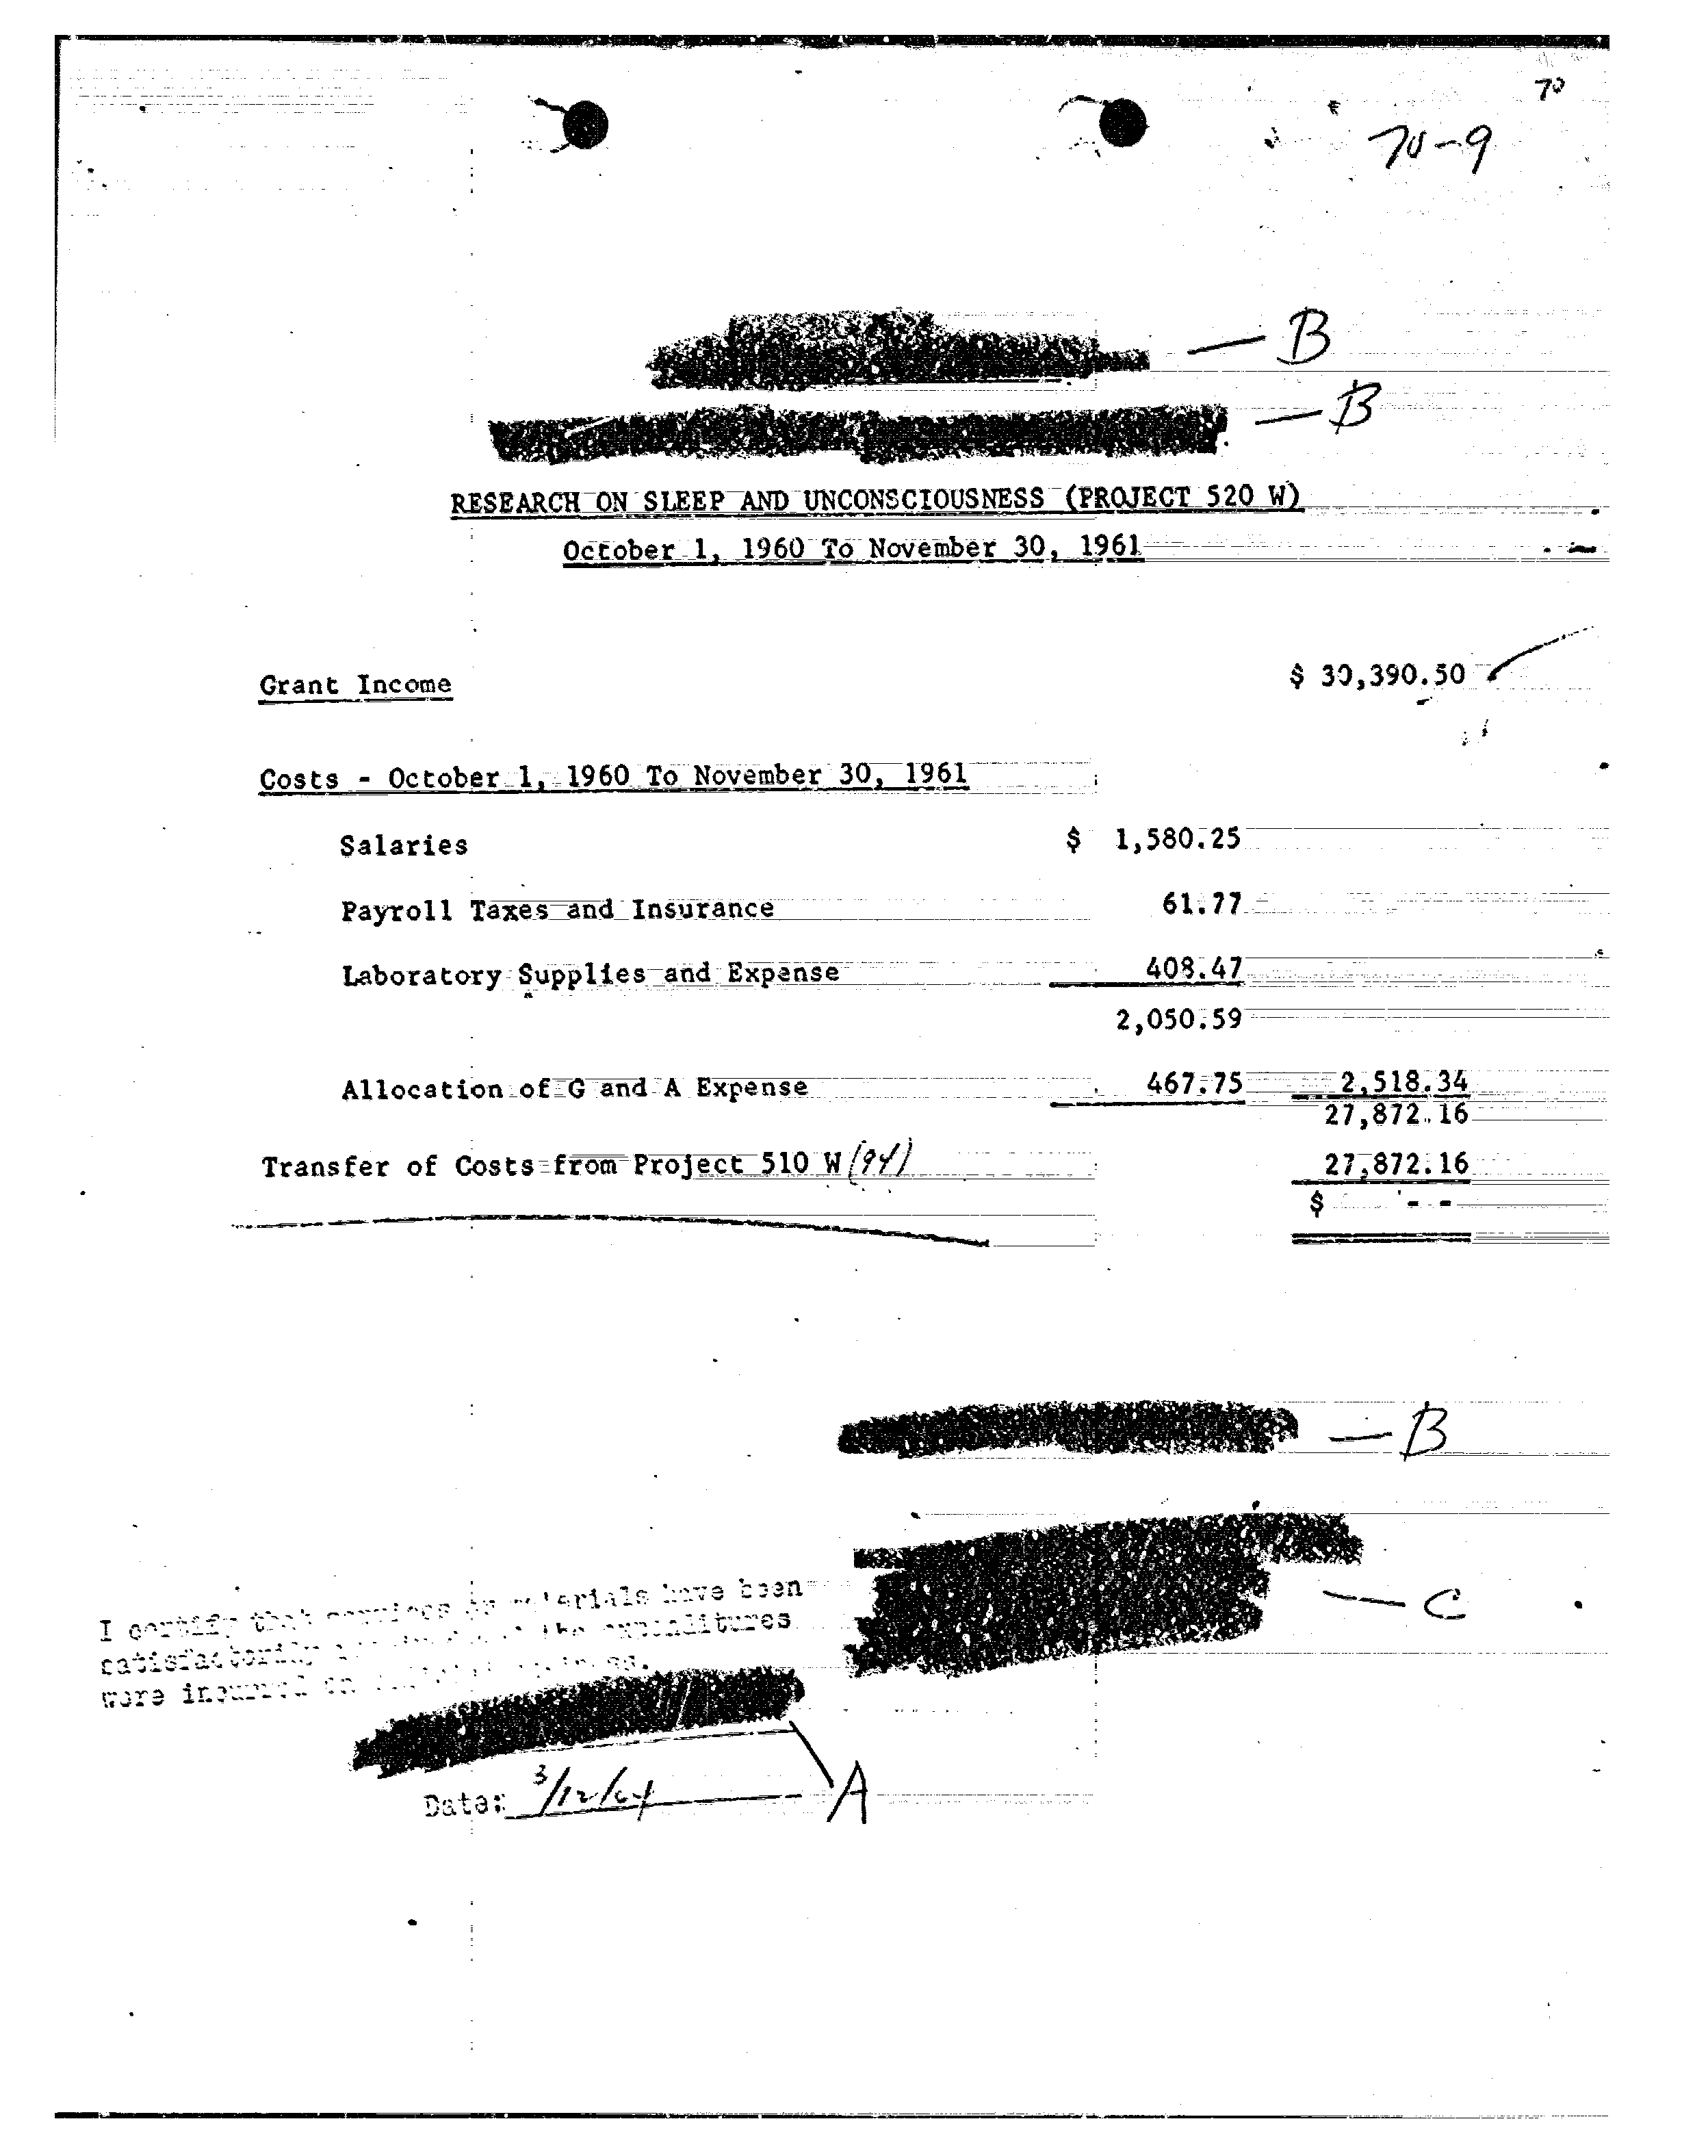 70
70-9
B
B
RESEARCH ON SLEEP AND UNCONSCIOUSNESS (PROJECT 520 W)
October 1, 1960 To November 30, 1961
Grant Income $ 30,390.50
Costs - October 1, 1960 To November 30, 1961
Salaries $ 1,580.25
Payroll Taxes and Insurance 61.77
Laboratory Supplies and Expense 408.47
2,050.59
Allocation of G and A Expense 467.75 2,518.34
27,872.16
Transfer of Costs from Project 510 W (94) 27,872.16
$ - -
B
C
I certify that services or materials have been
satisfactorily the expenditures
were incurred on
A
Date: 3/12/64